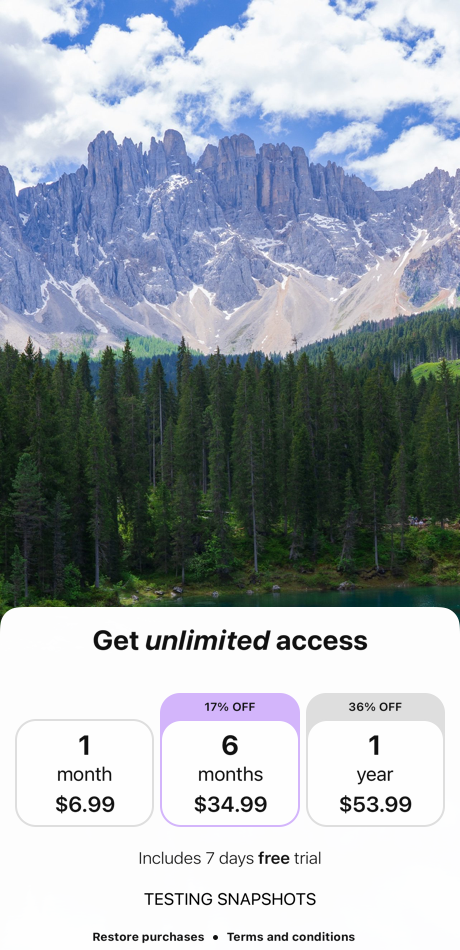 Get unlimited access
17% OFF
36% OFF
1
month
$6.99
6
months
$34.99
1
year
$53.99
Includes 7 days free trial
TESTING SNAPSHOTS
Restore purchases • Terms and conditions